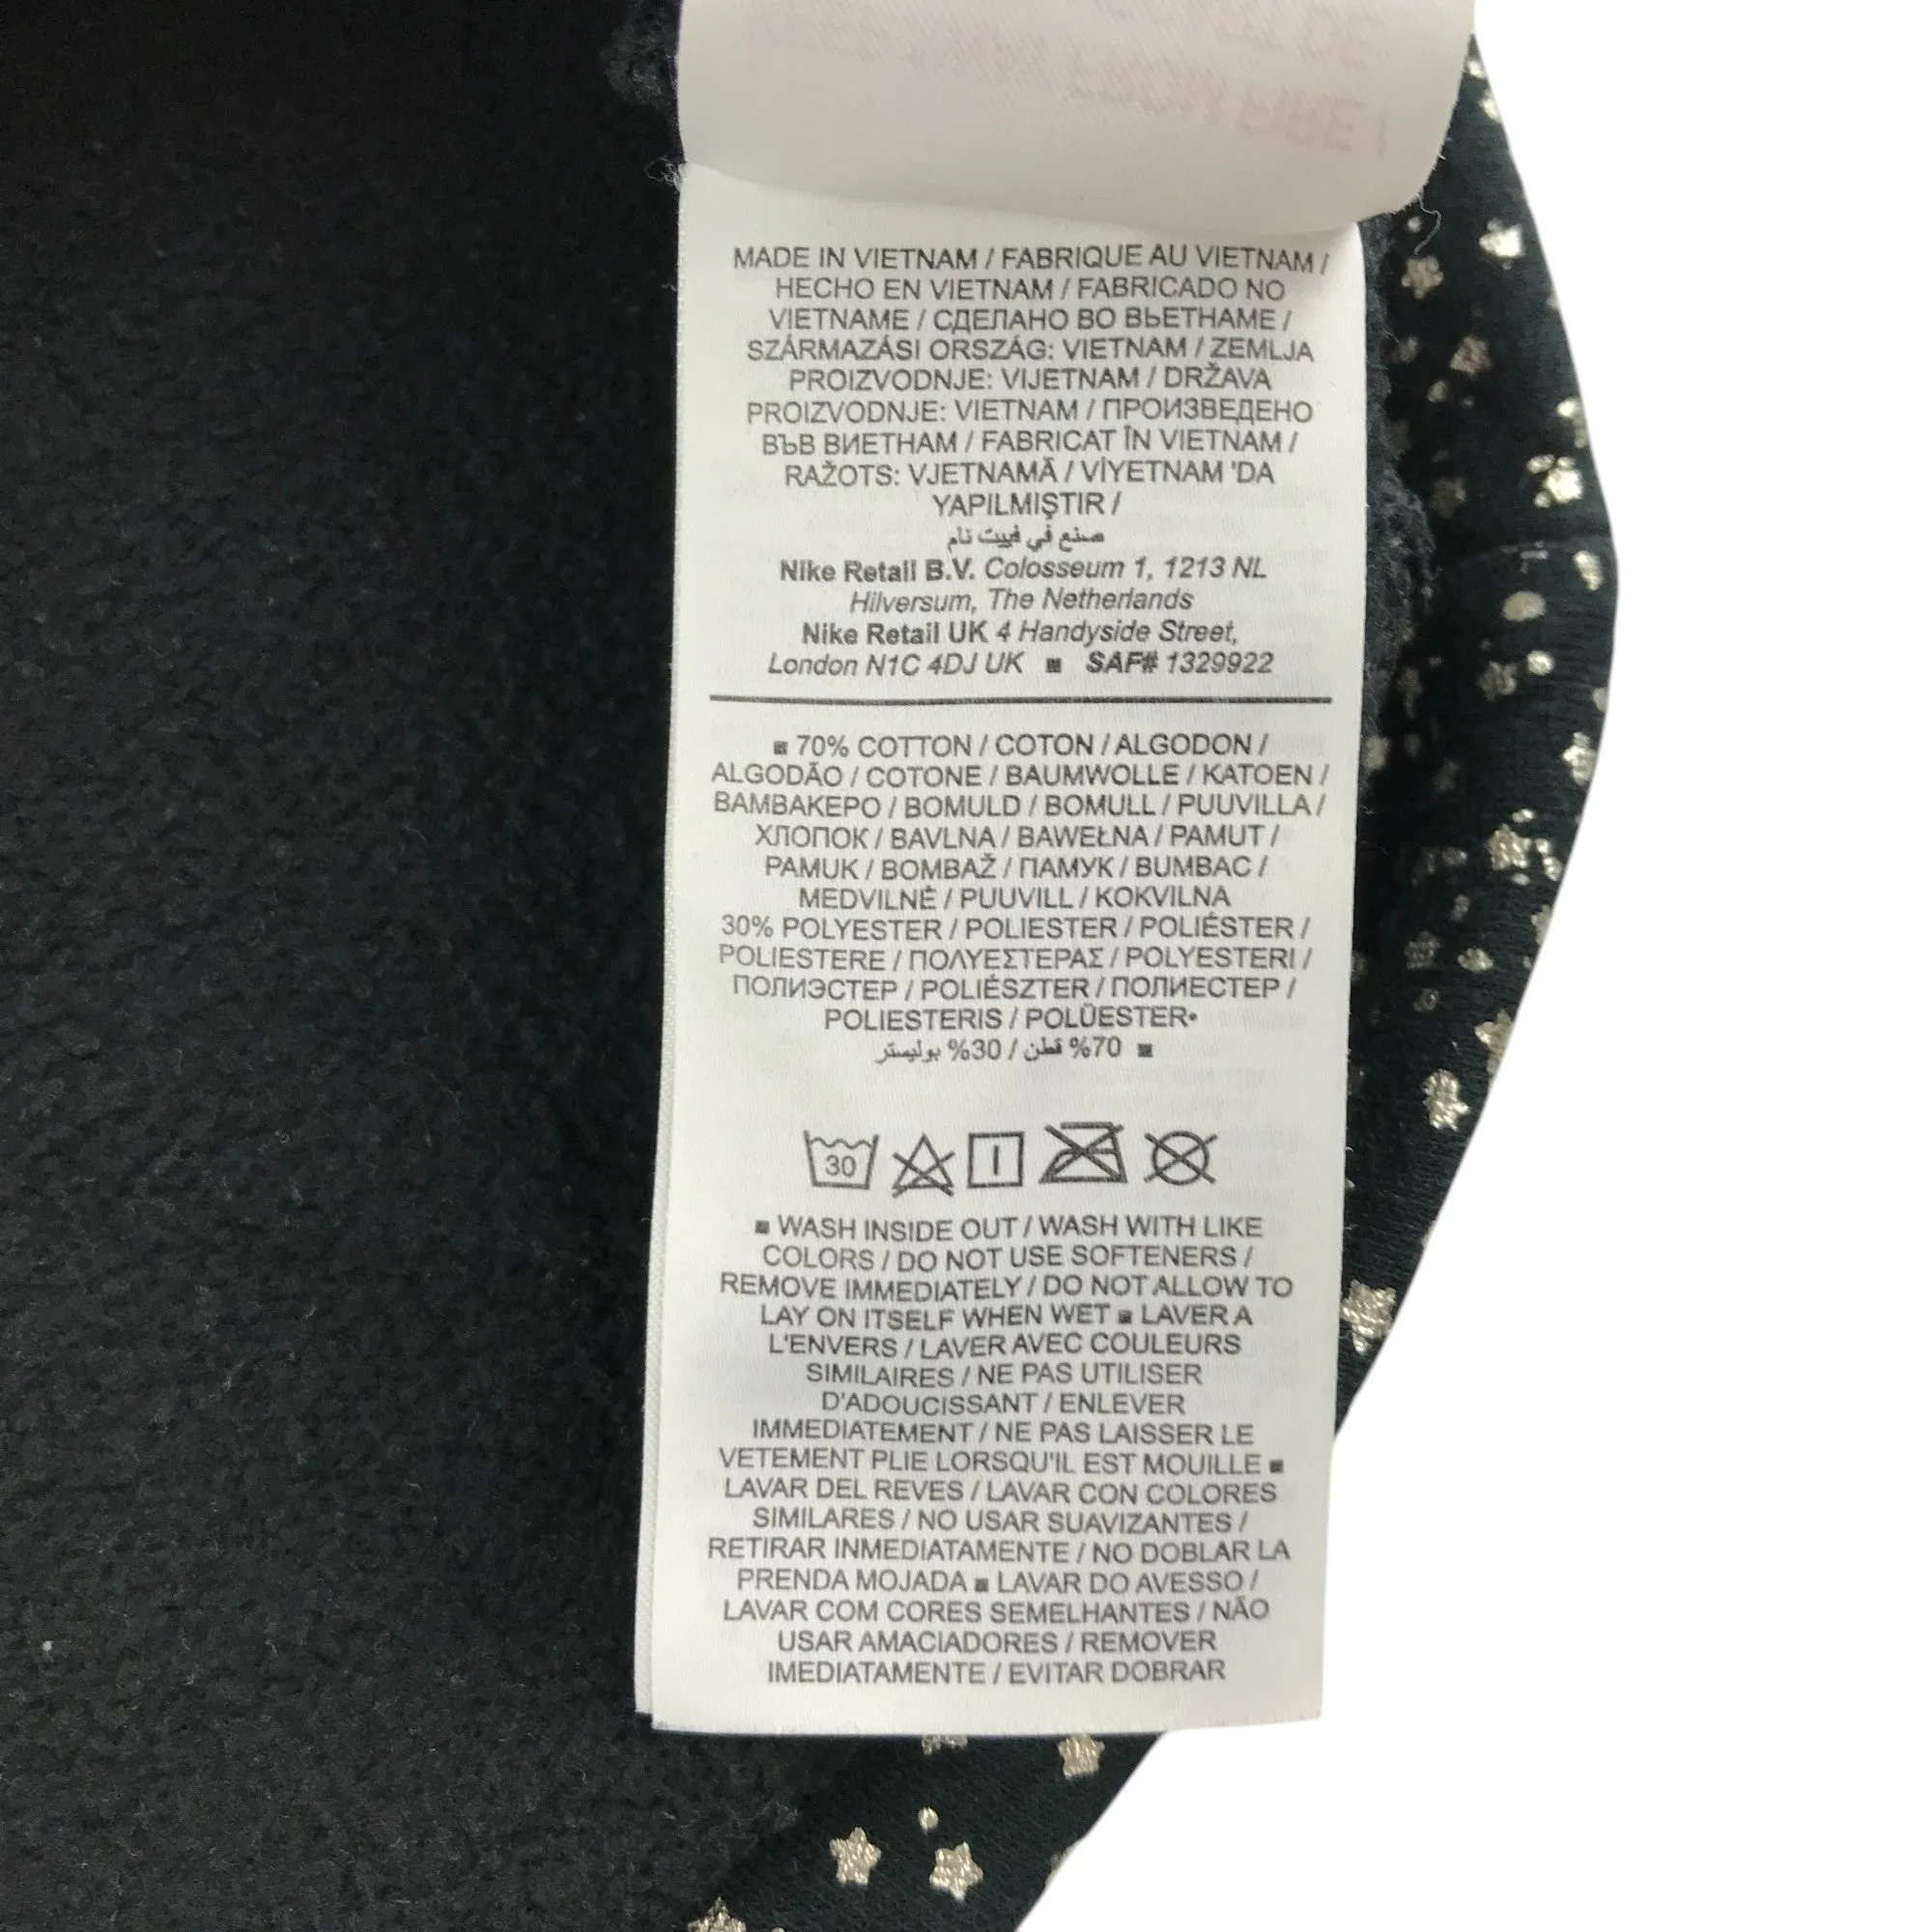 KEEP AWAY FROM FIRE /
MADE IN VIETNAM / FABRIQUE AU VIETNAM /
HECHO EN VIETNAM / FABRICADO NO
VIETNAME / СДЕЛАНО ВО ВЬЕТНАМЕ /
SZÁRMAZÁSI ORSZÁG: VIETNAM / ZEMLJA
PROIZVODNJE: VIJETNAM / DRŽAVA
PROIZVODNJE: VIETNAM / ПРОИЗВЕДЕНО
ВЪВ ВИЕТНАМ / FABRICAT ÎN VIETNAM /
RAŽOTS: VJETNAMĀ / VİYETNAM 'DA
YAPILMIŞTIR /
صنع في فييت نام
Nike Retail B.V. Colosseum 1, 1213 NL
Hilversum, The Netherlands
Nike Retail UK 4 Handyside Street,
London N1C 4DJ UK ■ SAF# 1329922
■ 70% COTTON / COTON / ALGODON /
ALGODÃO / COTONE / BAUMWOLLE / KATOEN /
ΒΑΜΒΑΚΕΡΟ / BOMULD / BOMULL / PUUVILLA /
ХЛОПОК / BAVLNA / BAWEŁNA / PAMUT /
PAMUK / BOMBAŽ / ПАМУК / BUMBAC /
MEDVILNĖ / PUUVILL / KOKVILNA
30% POLYESTER / POLIESTER / POLIÉSTER /
POLIESTERE / ΠΟΛΥΕΣΤΕΡΑΣ / POLYESTERI /
ПОЛИЭСТЕР / POLIÉSZTER / ПОЛИЕСТЕР /
POLIESTERIS / POLÜESTER•
■ 70% قطن / 30% بوليستر
30
■ WASH INSIDE OUT / WASH WITH LIKE
COLORS / DO NOT USE SOFTENERS /
REMOVE IMMEDIATELY / DO NOT ALLOW TO
LAY ON ITSELF WHEN WET ■ LAVER A
L'ENVERS / LAVER AVEC COULEURS
SIMILAIRES / NE PAS UTILISER
D'ADOUCISSANT / ENLEVER
IMMEDIATEMENT / NE PAS LAISSER LE
VETEMENT PLIE LORSQU'IL EST MOUILLE ■
LAVAR DEL REVES / LAVAR CON COLORES
SIMILARES / NO USAR SUAVIZANTES /
RETIRAR INMEDIATAMENTE / NO DOBLAR LA
PRENDA MOJADA ■ LAVAR DO AVESSO /
LAVAR COM CORES SEMELHANTES / NÃO
USAR AMACIADORES / REMOVER
IMEDIATAMENTE / EVITAR DOBRAR